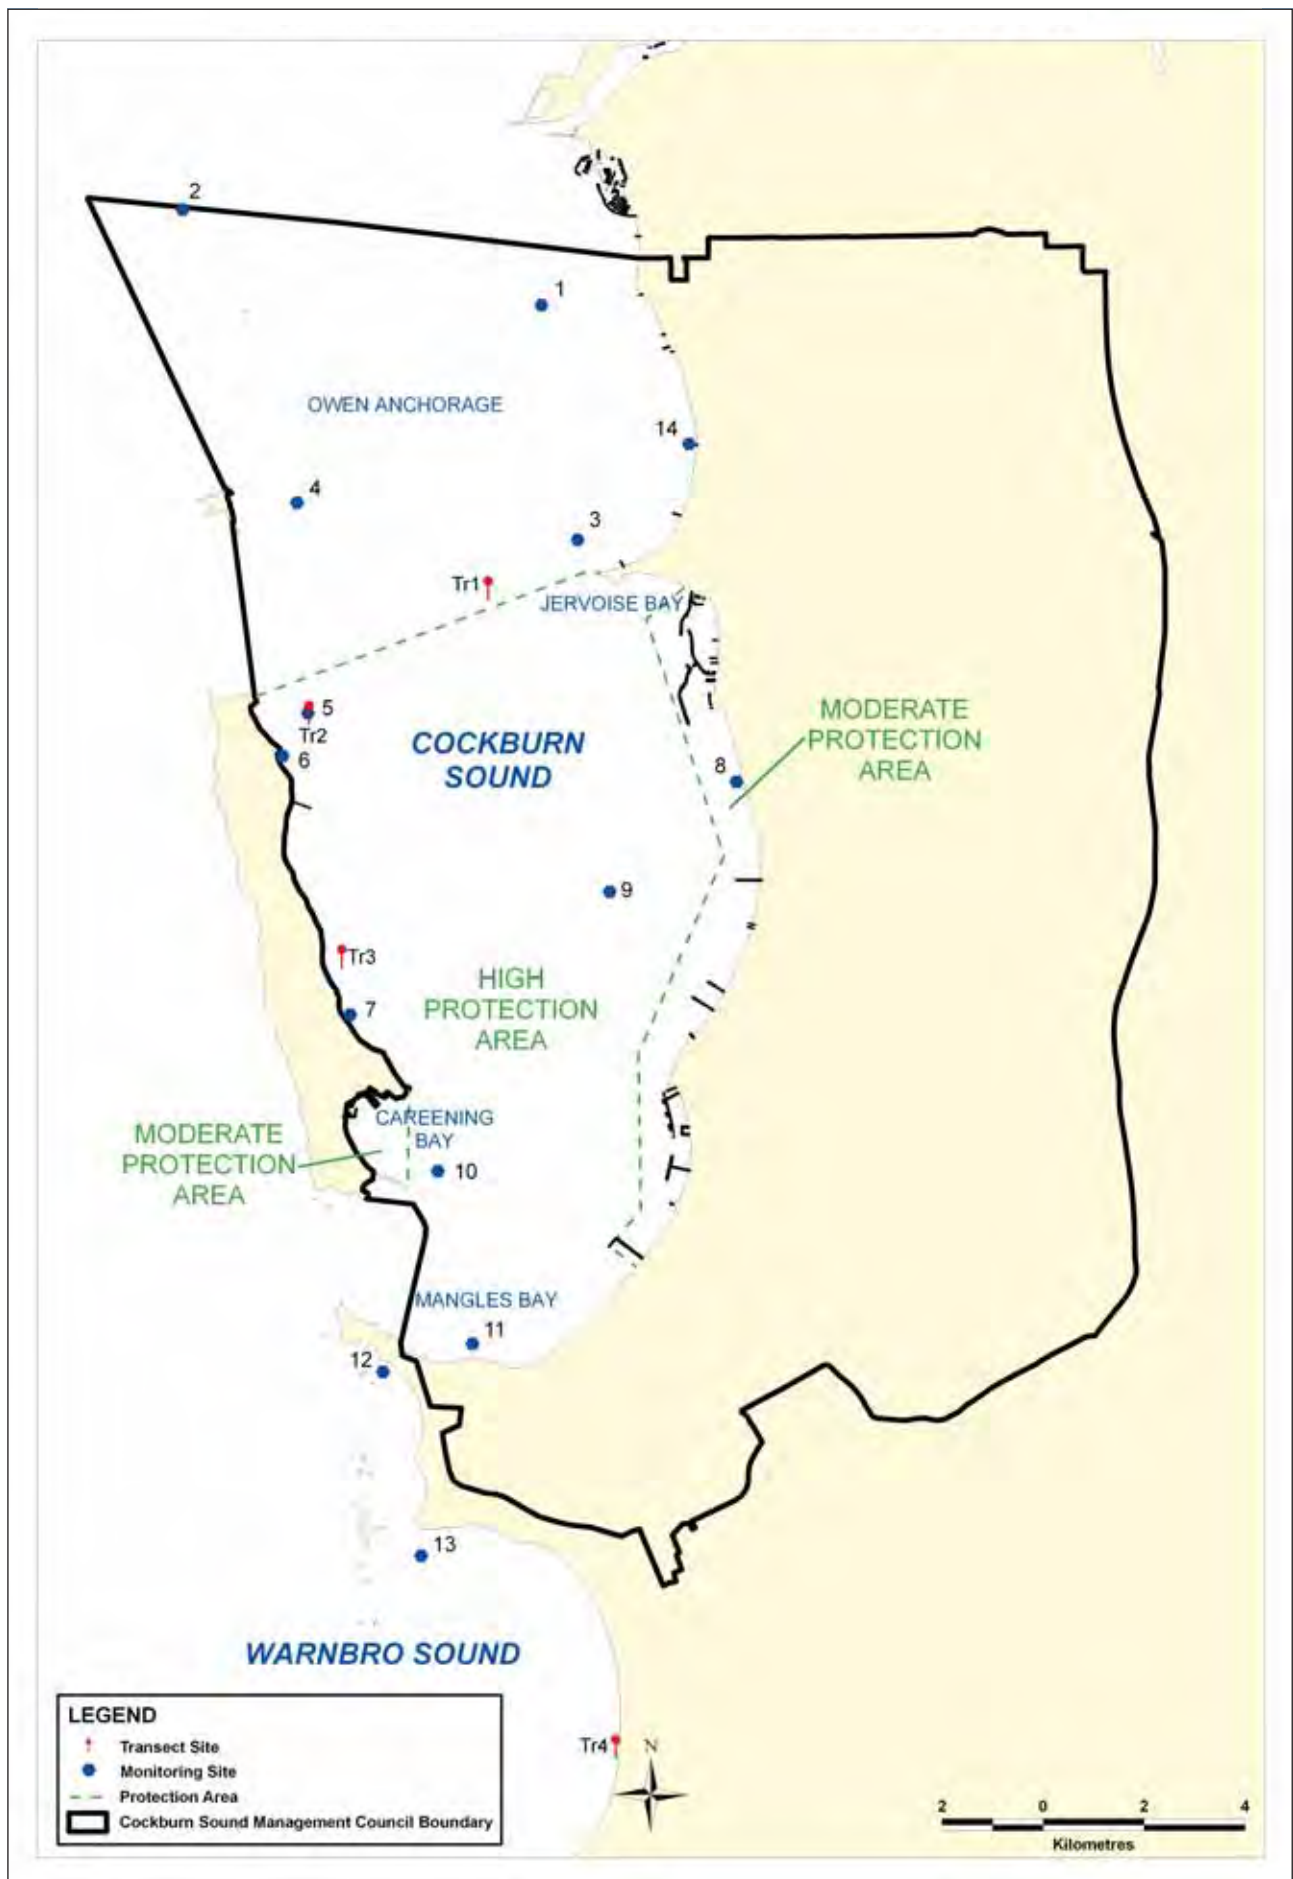 2
1
OWEN ANCHORAGE
14
4
3
Tr1
JERVOISE BAY
5
Tr2
6
COCKBURN
SOUND
MODERATE
PROTECTION
AREA
8
9
Tr3
HIGH
PROTECTION
AREA
7
CAREENING
BAY
MODERATE
PROTECTION
AREA
10
MANGLES BAY
11
12
13
WARNBRO SOUND
LEGEND
Transect Site
Monitoring Site
Protection Area
Cockburn Sound Management Council Boundary
Tr4
N
2 0 2 4
Kilometres